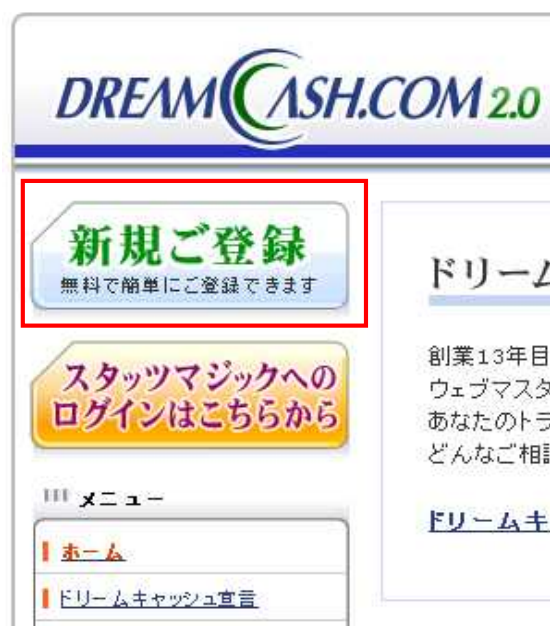 DREAMCASH.COM 2.0
新規ご登録
無料で簡単にご登録できます
スタッツマジックへの
ログインはこちらから
メニュー
ホーム
ドリームキャッシュ宣言
ドリーム
創業13年目
ウェブマスタ
あなたのトラ
どんなご相
ドリームキ